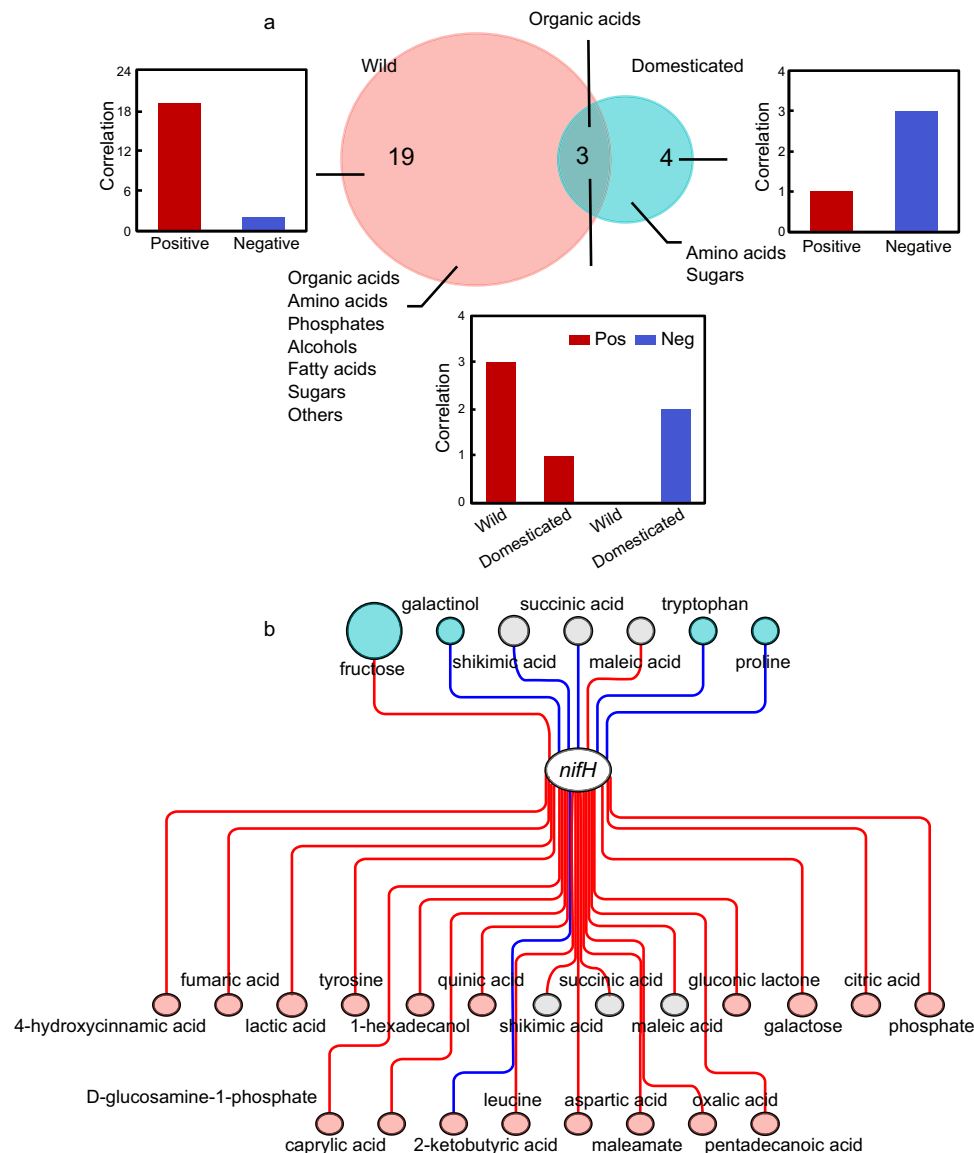 a
Organic acids
Wild
Domesticated
24
18
12
6
0
Correlation
Positive
Negative
19
3
4
4
3
2
1
0
Correlation
Positive
Negative
Amino acids
Sugars
Organic acids
Amino acids
Phosphates
Alcohols
Fatty acids
Sugars
Others
4
3
2
1
0
Correlation
Pos
Neg
Wild
Domesticated
Wild
Domesticated
b
galactinol
succinic acid
tryptophan
fructose
shikimic acid
maleic acid
proline
nifH
fumaric acid
tyrosine
quinic acid
succinic acid
gluconic lactone
citric acid
4-hydroxycinnamic acid
lactic acid
1-hexadecanol
shikimic acid
maleic acid
galactose
phosphate
D-glucosamine-1-phosphate
leucine
aspartic acid
oxalic acid
caprylic acid
2-ketobutyric acid
maleamate
pentadecanoic acid